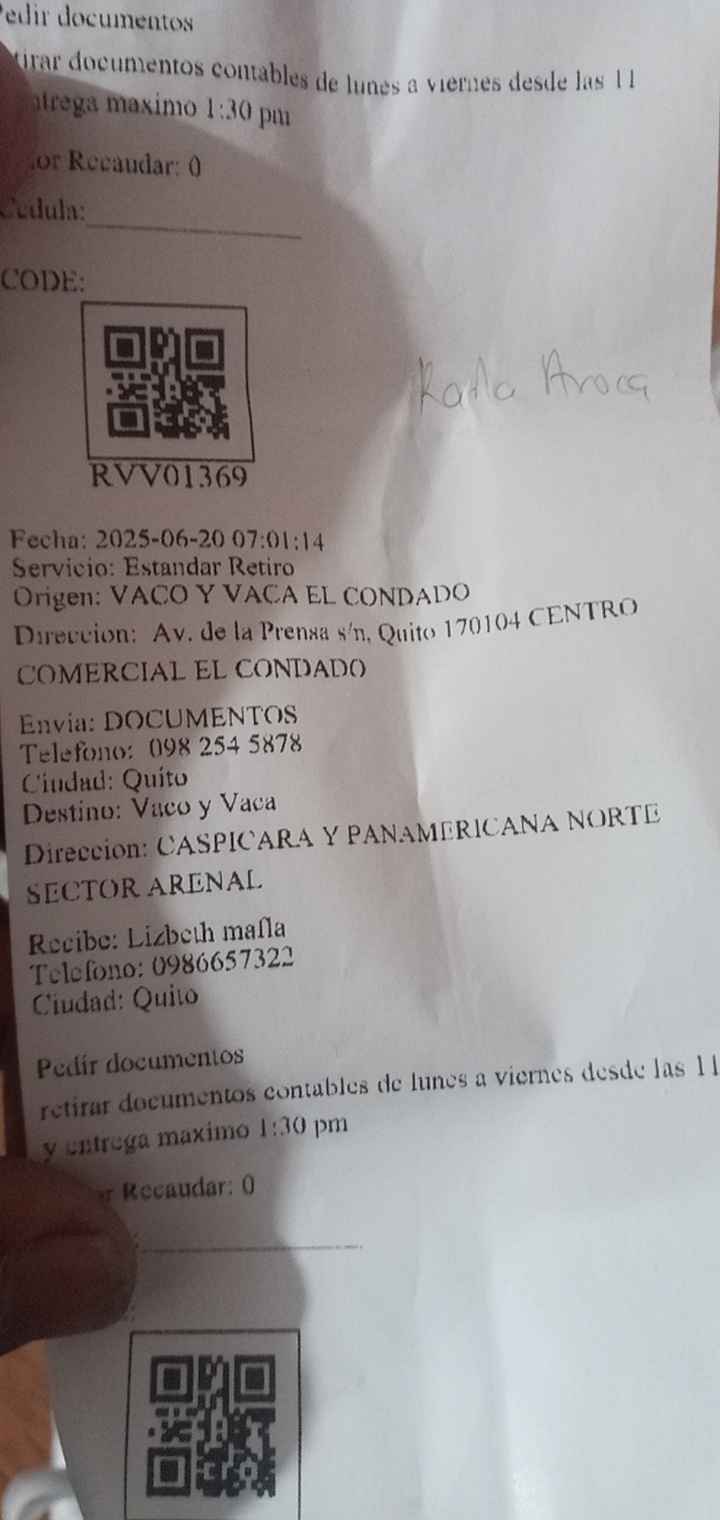 edir documentos
tirar documentos contables de lunes a viernes desde las 11
ntrega maximo 1:30 pm
or Recaudar: 0
Cedula:
CODE:
Aroca
RVV01369
Fecha: 2025-06-20 07:01:14
Servicio: Estandar Retiro
Origen: VACO Y VACA EL CONDADO
Direccion: Av. de la Prensa s/n, Quito 170104 CENTRO
COMERCIAL EL CONDADO
Envia: DOCUMENTOS
Telefono: 098 254 5878
Ciudad: Quito
Destino: Vaco y Vaca
Direccion: CASPICARA Y PANAMERICANA NORTE
SECTOR ARENAL
Recibe: Lizbeth mafla
Telefono: 0986657322
Ciudad: Quito
Pedir documentos
retirar documentos contables de lunes a viernes desde las 11
y entrega maximo 1:30 pm
r Recaudar: 0